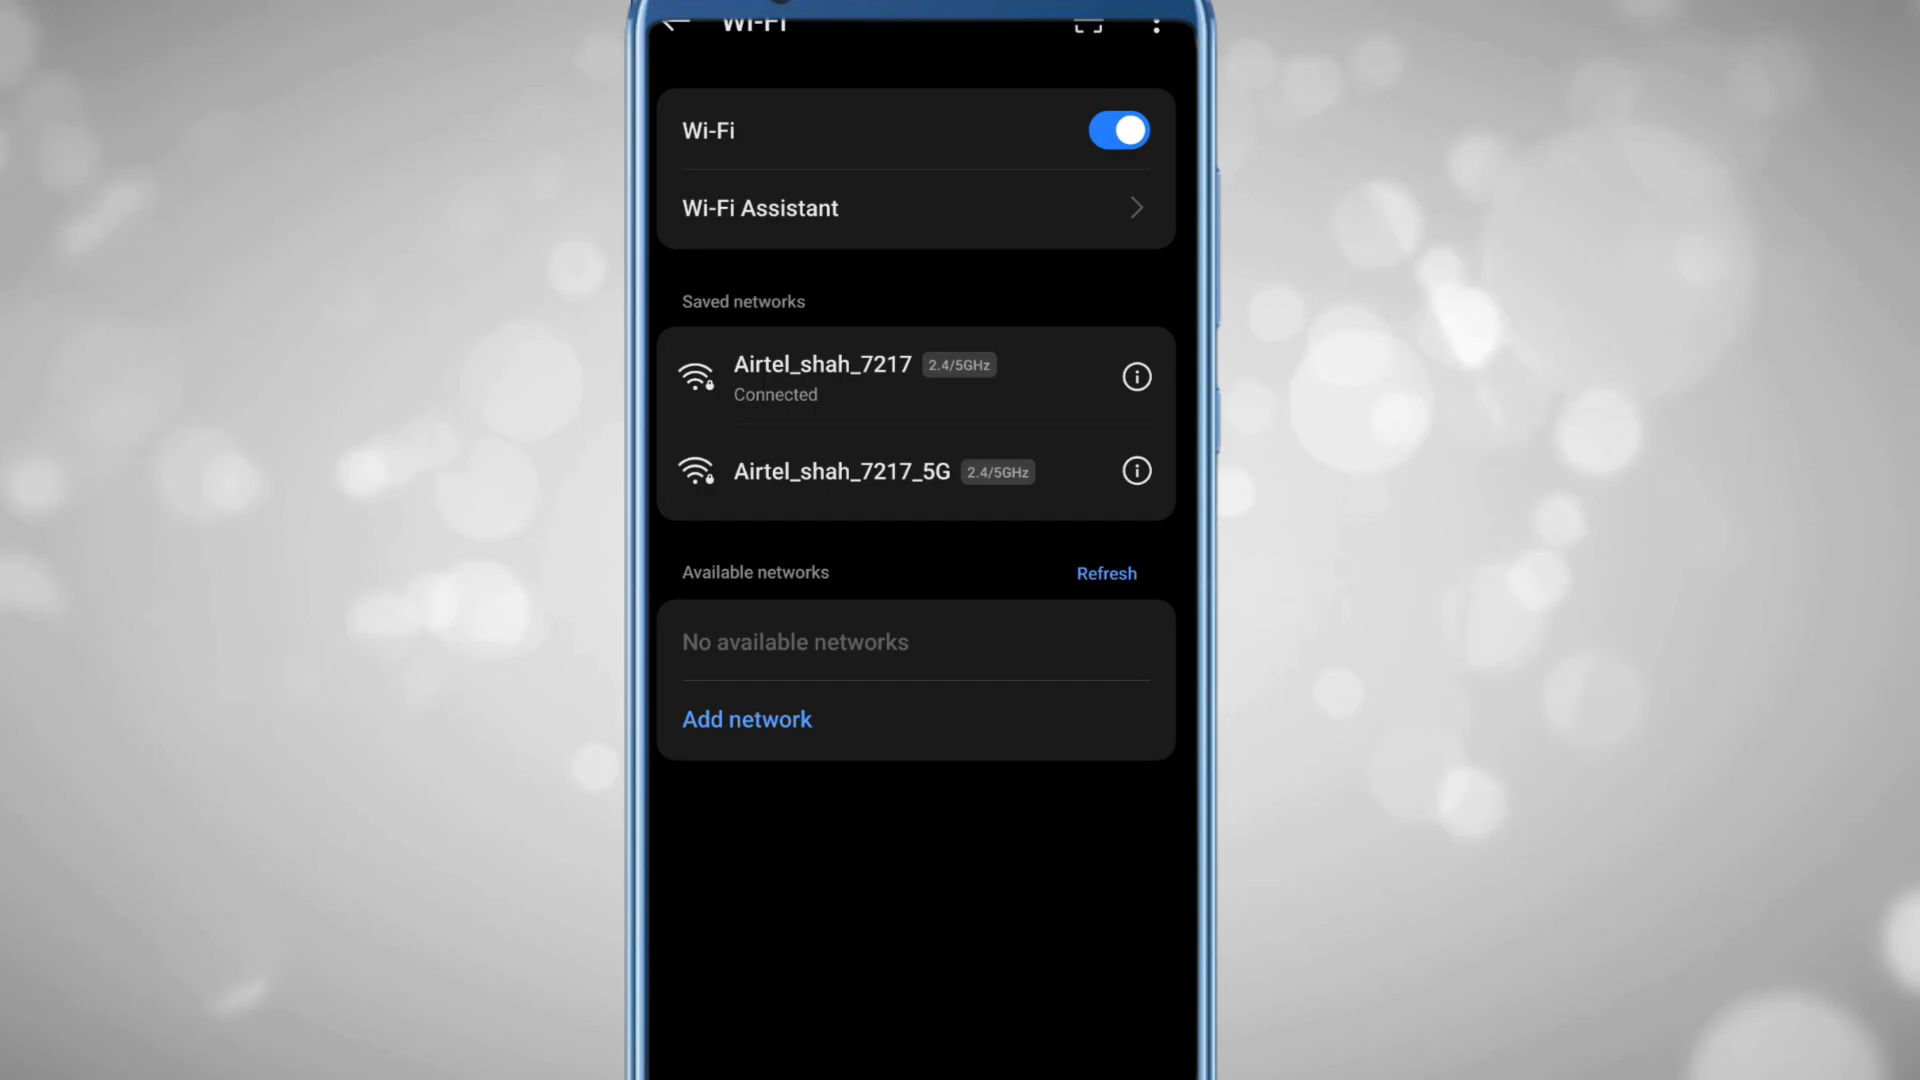 Wi-Fi
Wi-Fi
Wi-Fi Assistant
Saved networks
Airtel_shah_7217 2.4/5GHz
Connected
Airtel_shah_7217_5G 2.4/5GHz
Available networks Refresh
No available networks
Add network